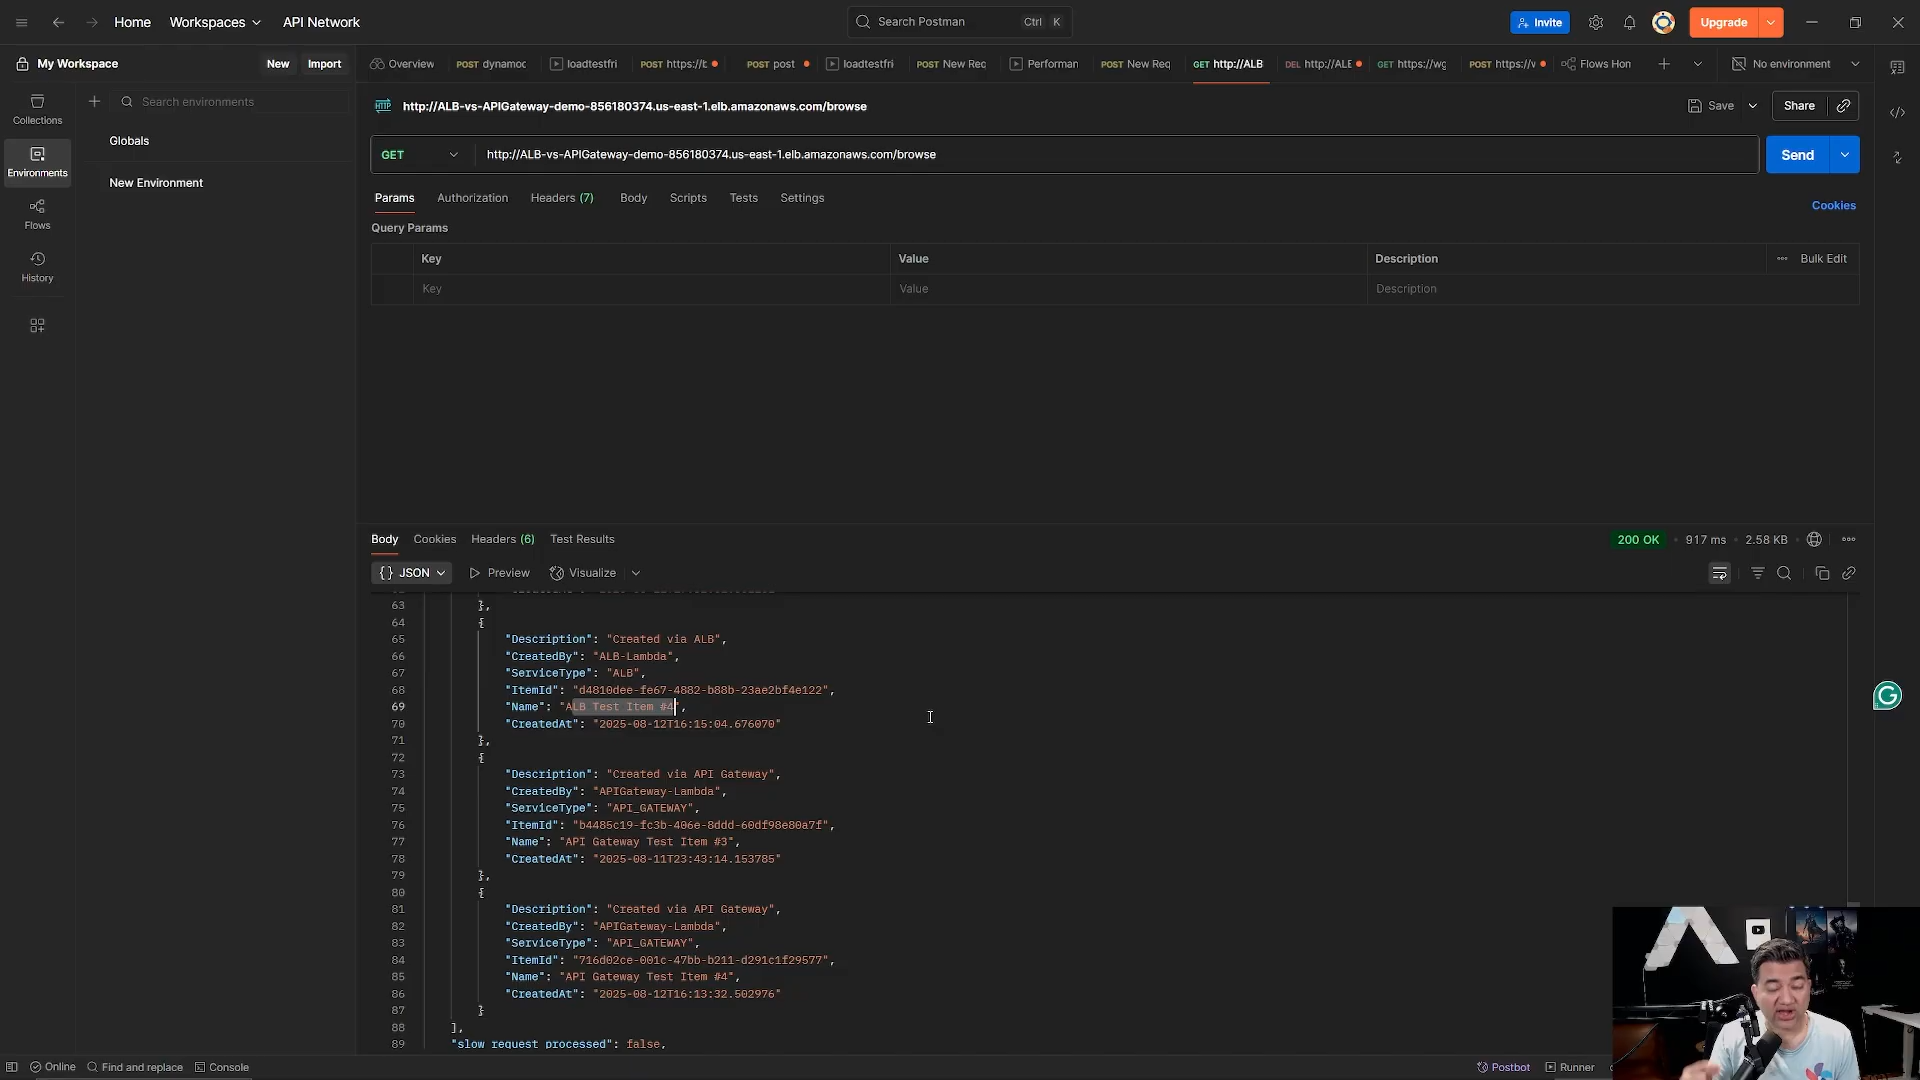 Home
Workspaces
API Network
Search Postman
Ctrl K
Invite
Upgrade
My Workspace
New
Import
Overview
POST dynamoc
loadtestfri
POST https://t
POST post
loadtestfri
POST New Rec
Performan
POST New Req
GET http://ALB
DEL http://ALE
GET https://wg
POST https://v
Flows Hon
No environment
Search environments
Collections
Environments
Flows
History
Globals
New Environment
HTTP
http://ALB-vs-APIGateway-demo-856180374.us-east-1.elb.amazonaws.com/browse
Save
Share
GET
http://ALB-vs-APIGateway-demo-856180374.us-east-1.elb.amazonaws.com/browse
Send
Params
Authorization
Headers (7)
Body
Scripts
Tests
Settings
Cookies
Query Params
Key
Value
Description
Bulk Edit
Key
Value
Description
Body
Cookies
Headers (6)
Test Results
200 OK
917 ms
2.58 KB
{} JSON
Preview
Visualize
63 },
64 {
65 "Description": "Created via ALB",
66 "CreatedBy": "ALB-Lambda",
67 "ServiceType": "ALB",
68 "ItemId": "d4810dee-fe67-4882-b88b-23ae2bf4e122",
69 "Name": "ALB Test Item #4",
70 "CreatedAt": "2025-08-12T16:15:04.676070"
71 },
72 {
73 "Description": "Created via API Gateway",
74 "CreatedBy": "APIGateway-Lambda",
75 "ServiceType": "API_GATEWAY",
76 "ItemId": "b4485c19-fc3b-406e-8ddd-60df98e80a7f",
77 "Name": "API Gateway Test Item #3",
78 "CreatedAt": "2025-08-11T23:43:14.153785"
79 },
80 {
81 "Description": "Created via API Gateway",
82 "CreatedBy": "APIGateway-Lambda",
83 "ServiceType": "API_GATEWAY",
84 "ItemId": "716d02ce-001c-47bb-b211-d291c1f29577",
85 "Name": "API Gateway Test Item #4",
86 "CreatedAt": "2025-08-12T16:13:32.502976"
87 }
88 ],
89 "slow_request_processed": false,
Online
Find and replace
Console
Postbot
Runner